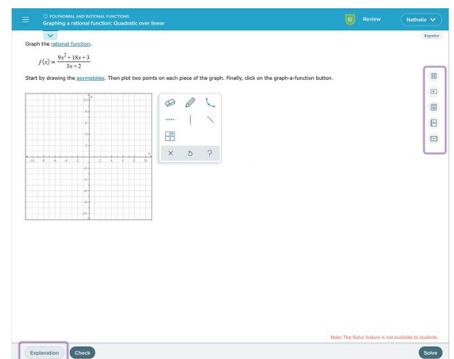 POLYNOMIAL AND RATIONAL FUNCTIONS
Graphing a rational function: Quadratic over linear
Review
Nathalie
Español
Graph the rational function.
f(x) = 9x²+18x+3 / 3x+2
Start by drawing the asymptotes. Then plot two points on each piece of the graph. Finally, click on the graph-a-function button.
Note: The Solve feature is not available to students.
Explanation
Check
Solve